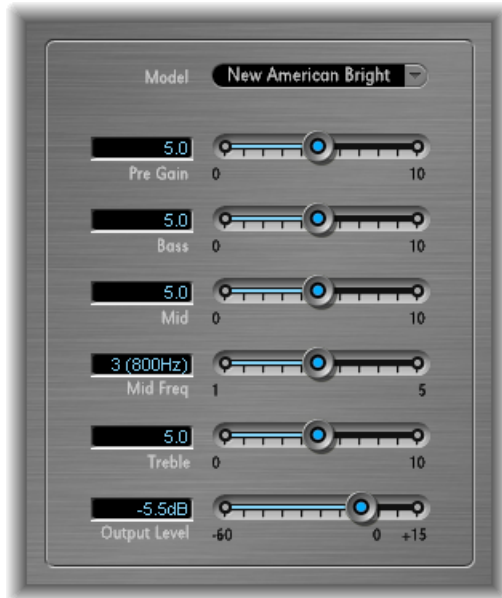 Model New American Bright
5.0
Pre Gain 0 10
5.0
Bass 0 10
5.0
Mid 0 10
3 (800Hz)
Mid Freq 1 5
5.0
Treble 0 10
-5.5dB
Output Level -60 0 +15